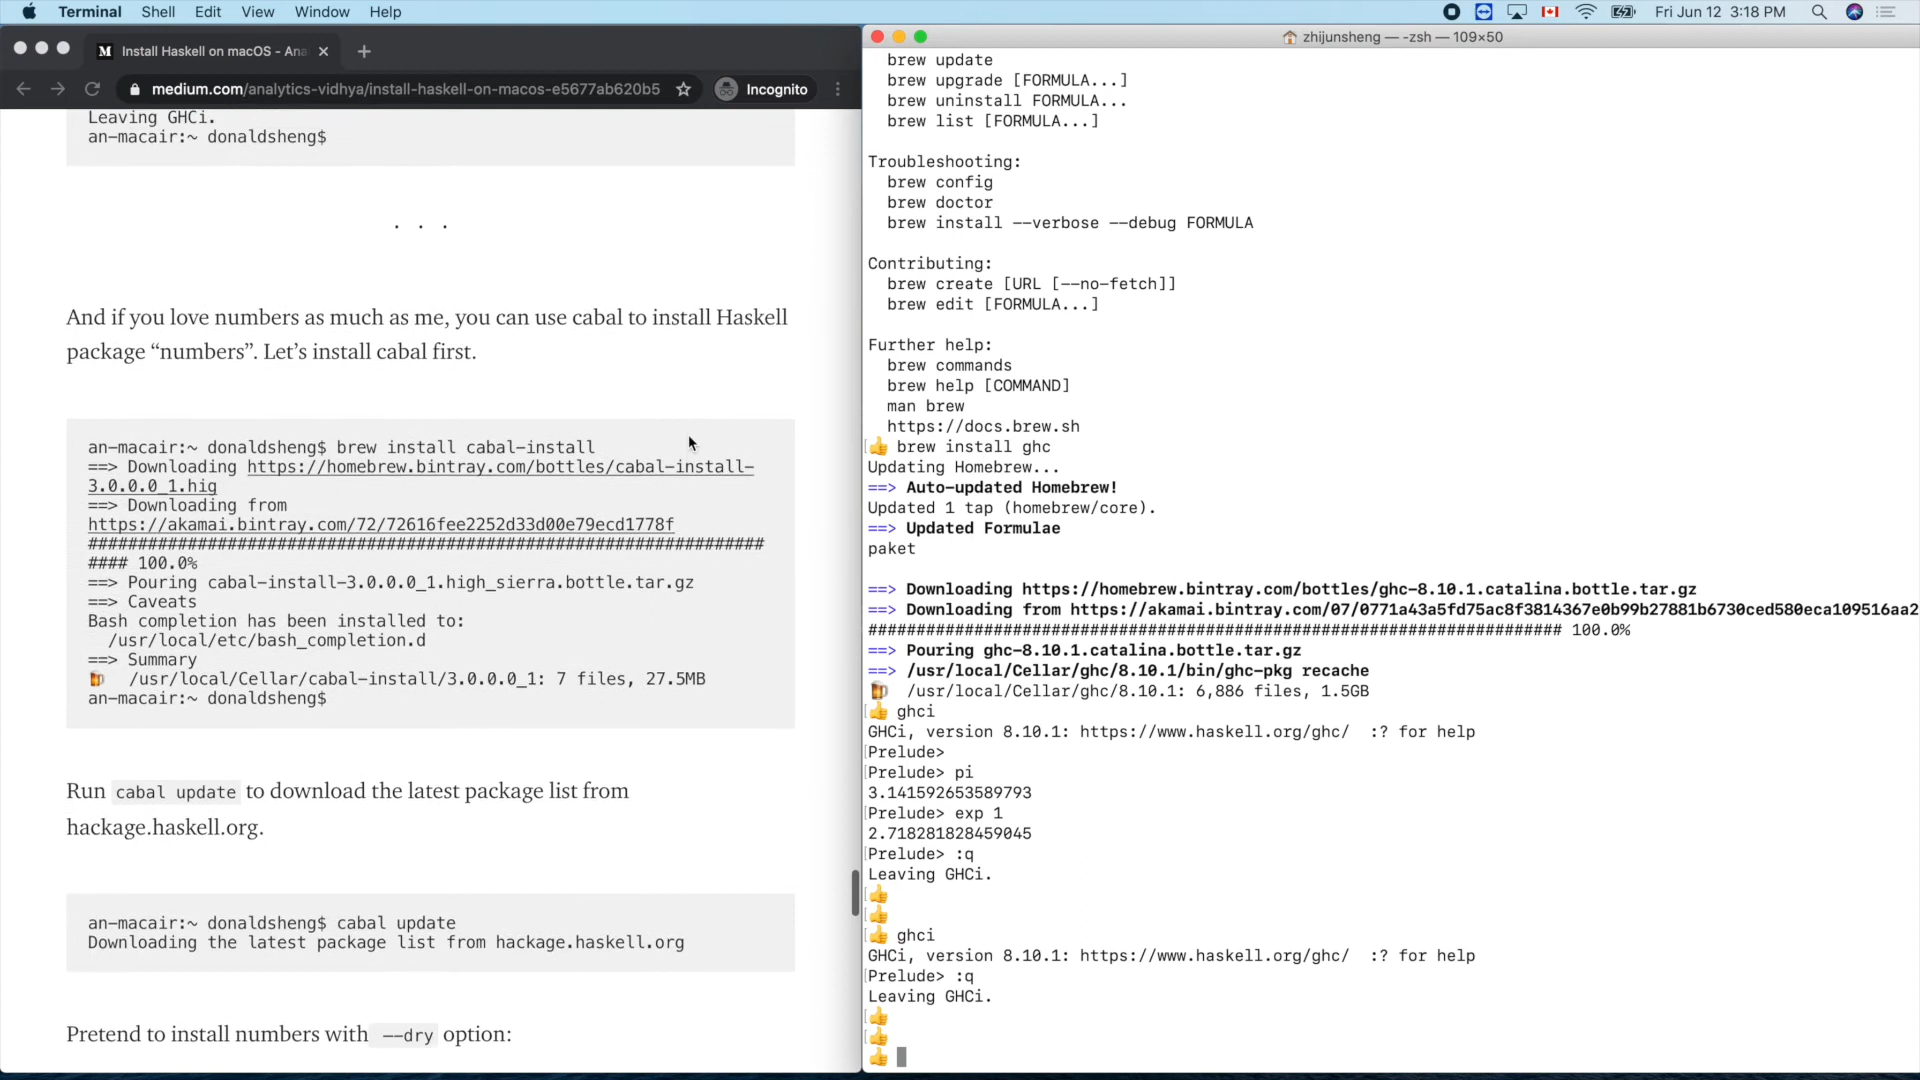 Terminal Shell Edit View Window Help
Fri Jun 12 3:18 PM
Install Haskell on macOS - Ana
medium.com/analytics-vidhya/install-haskell-on-macos-e5677ab620b5
Incognito
Leaving GHCi.
an-macair:~ donaldsheng$
. . .
And if you love numbers as much as me, you can use cabal to install Haskell
package “numbers”. Let’s install cabal first.
an-macair:~ donaldsheng$ brew install cabal-install
==> Downloading https://homebrew.bintray.com/bottles/cabal-install-
3.0.0.0_1.hig
==> Downloading from
https://akamai.bintray.com/72/72616fee2252d33d00e79ecd1778f
####################################################################
#### 100.0%
==> Pouring cabal-install-3.0.0.0_1.high_sierra.bottle.tar.gz
==> Caveats
Bash completion has been installed to:
/usr/local/etc/bash_completion.d
==> Summary
🍺 /usr/local/Cellar/cabal-install/3.0.0.0_1: 7 files, 27.5MB
an-macair:~ donaldsheng$
Run cabal update to download the latest package list from
hackage.haskell.org.
an-macair:~ donaldsheng$ cabal update
Downloading the latest package list from hackage.haskell.org
Pretend to install numbers with --dry option:
zhijunsheng — -zsh — 109×50
brew update
brew upgrade [FORMULA...]
brew uninstall FORMULA...
brew list [FORMULA...]
Troubleshooting:
brew config
brew doctor
brew install --verbose --debug FORMULA
Contributing:
brew create [URL [--no-fetch]]
brew edit [FORMULA...]
Further help:
brew commands
brew help [COMMAND]
man brew
https://docs.brew.sh
👍 brew install ghc
Updating Homebrew...
==> Auto-updated Homebrew!
Updated 1 tap (homebrew/core).
==> Updated Formulae
paket
==> Downloading https://homebrew.bintray.com/bottles/ghc-8.10.1.catalina.bottle.tar.gz
==> Downloading from https://akamai.bintray.com/07/0771a43a5fd75ac8f3814367e0b99b27881b6730ced580eca109516aa2
######################################################################## 100.0%
==> Pouring ghc-8.10.1.catalina.bottle.tar.gz
==> /usr/local/Cellar/ghc/8.10.1/bin/ghc-pkg recache
🍺 /usr/local/Cellar/ghc/8.10.1: 6,886 files, 1.5GB
👍 ghci
GHCi, version 8.10.1: https://www.haskell.org/ghc/ :? for help
Prelude>
Prelude> pi
3.141592653589793
Prelude> exp 1
2.718281828459045
Prelude> :q
Leaving GHCi.
👍
👍
👍 ghci
GHCi, version 8.10.1: https://www.haskell.org/ghc/ :? for help
Prelude> :q
Leaving GHCi.
👍
👍
👍